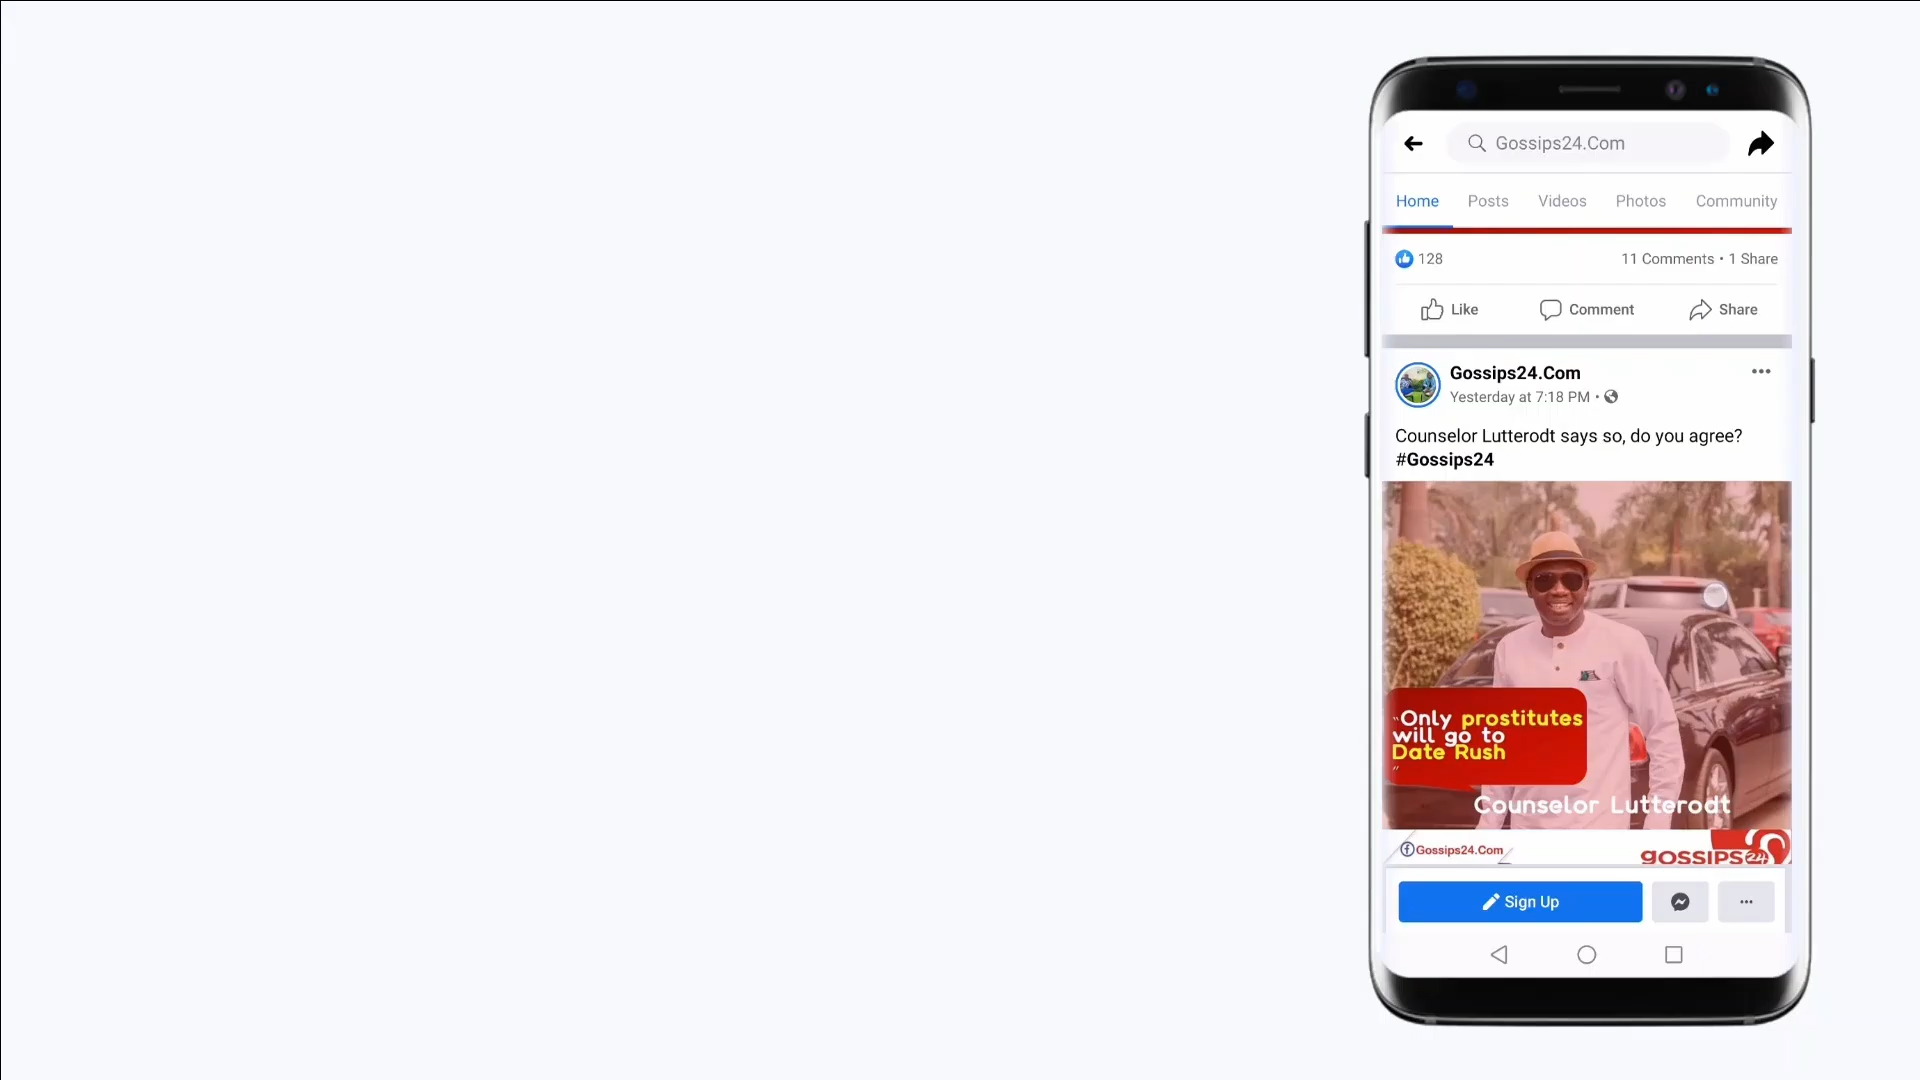 Gossips24.Com
Home Posts Videos Photos Community
128 11 Comments • 1 Share
Like Comment Share
Gossips24.Com
Yesterday at 7:18 PM •
Counselor Lutterodt says so, do you agree?
#Gossips24
"Only prostitutes
will go to
Date Rush
"
Counselor Lutterodt
Gossips24.Com
gossips24
Sign Up